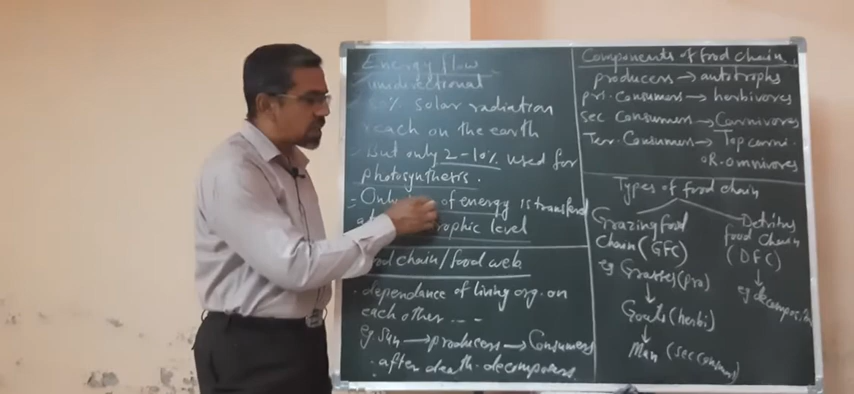 Energy flow
unidirectional
% solar radiation
reach on the earth
But only 2-10% used for
photosynthesis.
= Only of energy is transferd
trophic level
food chain/food web
. dependance of living org. on
each other ---
eg. Sun → producers → Consumers
. after death - decomposers
Components of food chain
producers → autotrophs
pri. consumers → herbivores
sec consumers → Carnivores
Ter. Consumers → Top carni.
OR. omnivores
Types of food chain
Grazing food
chain (GFC)
eg Grasses (pro)
↓
Goats (herbi)
↓
Man (sec consumers)
Detritus
food chain
(DFC)
↓
eg decomposers